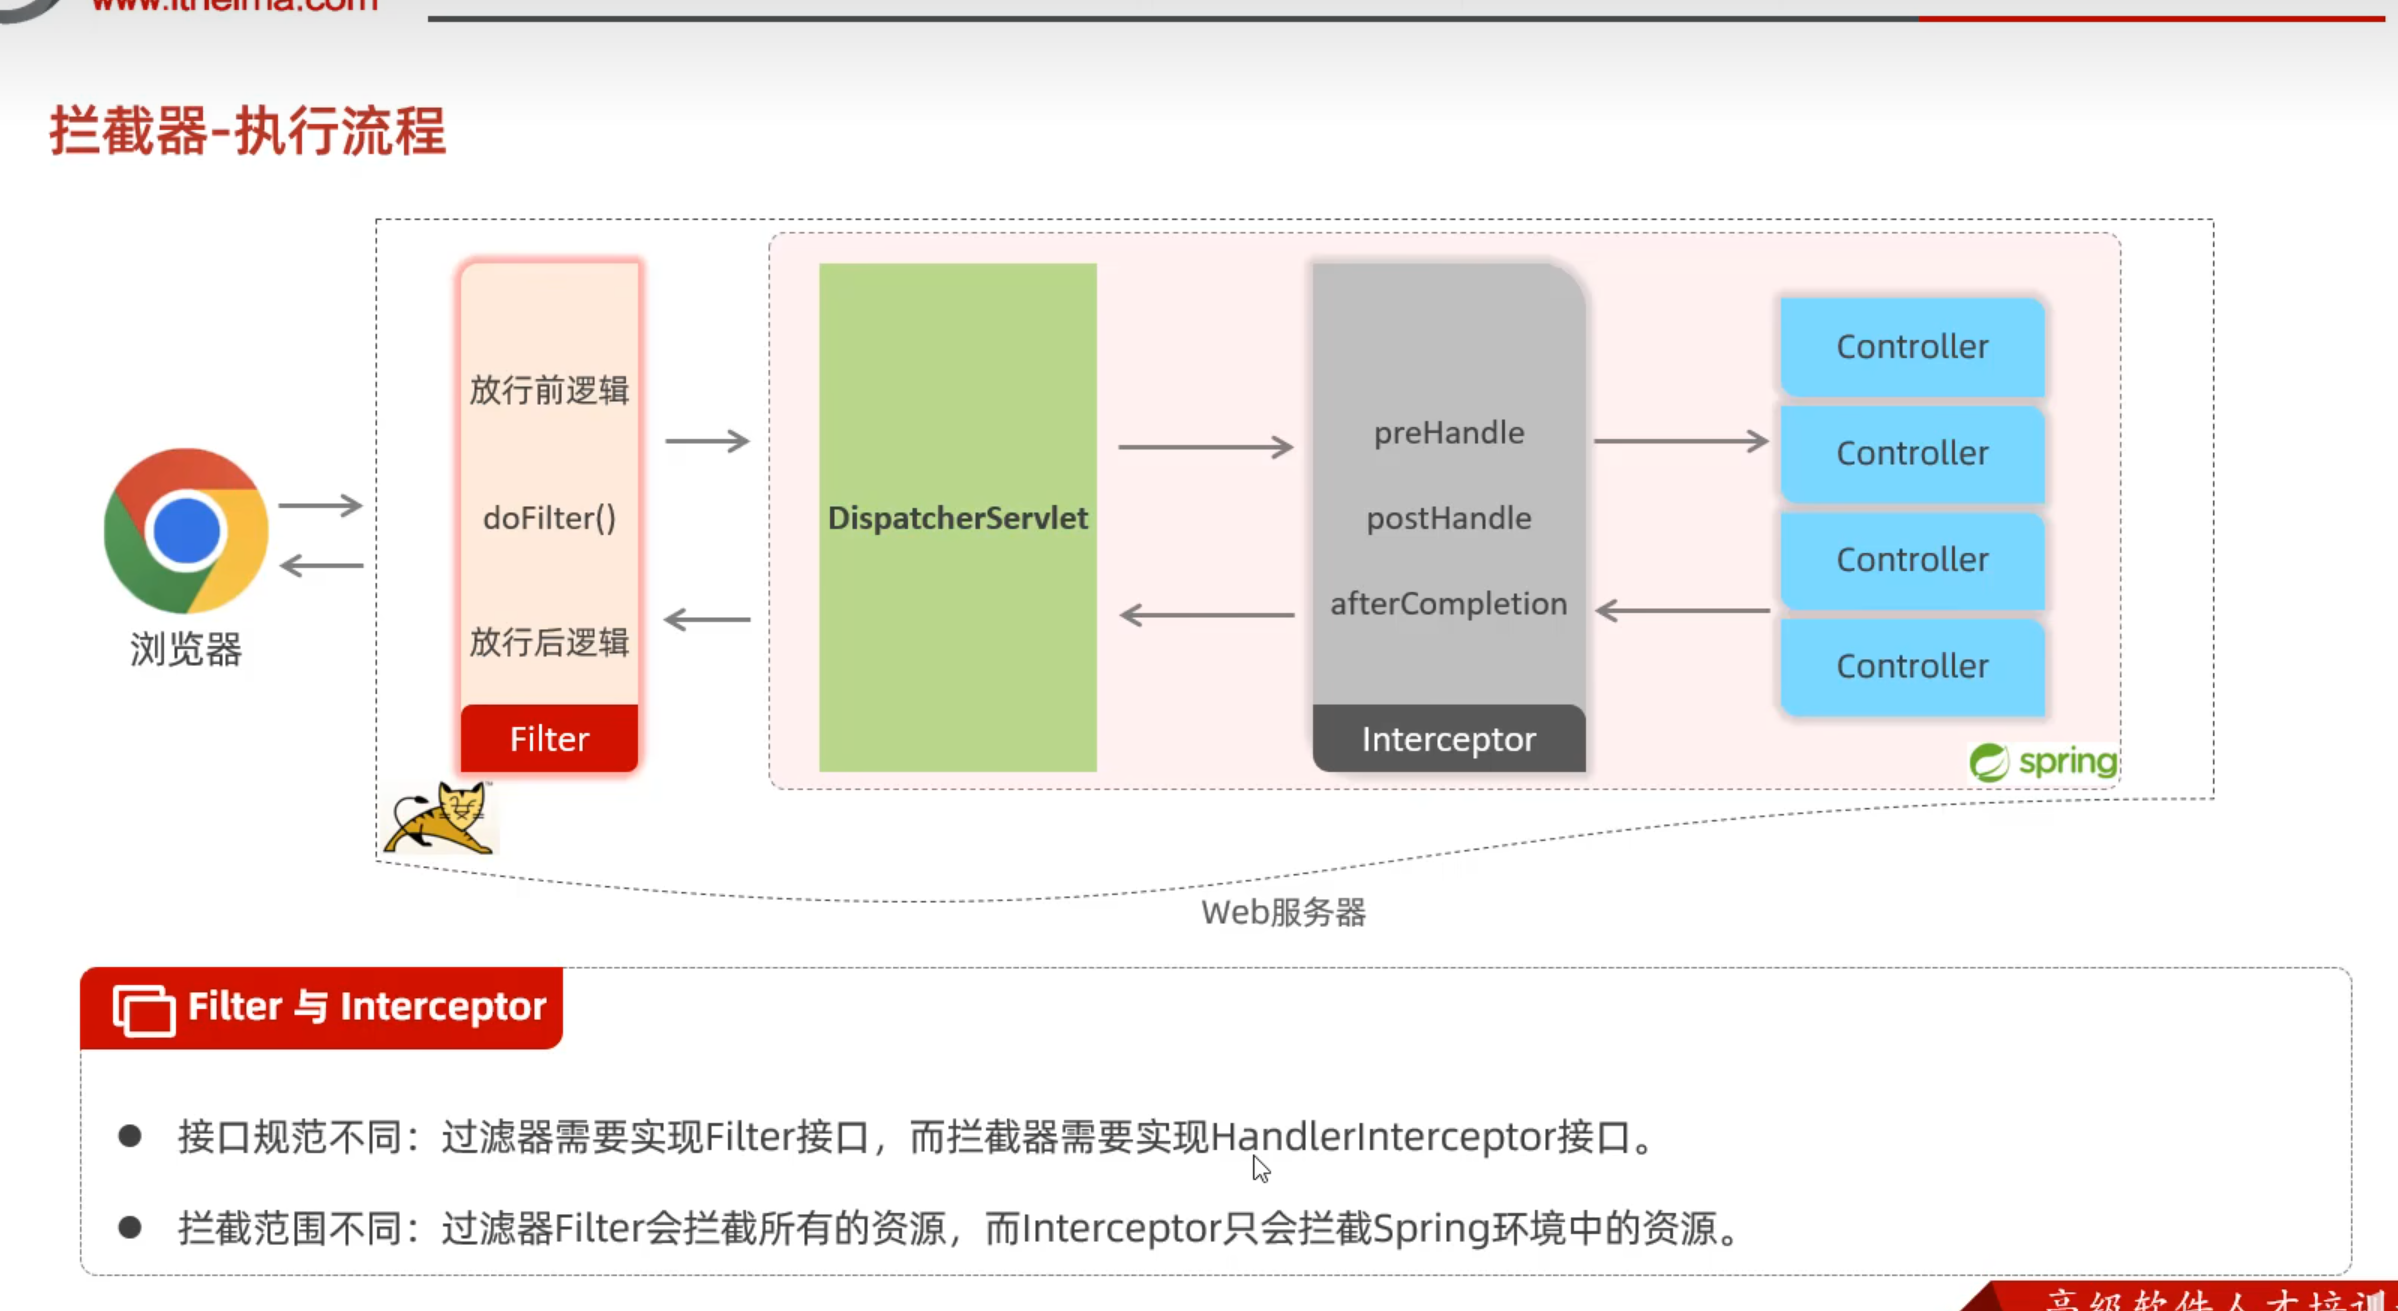 www.itheima.com
拦截器-执行流程
浏览器
放行前逻辑
doFilter()
放行后逻辑
Filter
DispatcherServlet
preHandle
postHandle
afterCompletion
Interceptor
Controller
Controller
Controller
Controller
spring
Web服务器
Filter 与 Interceptor
接口规范不同：过滤器需要实现Filter接口，而拦截器需要实现HandlerInterceptor接口。
拦截范围不同：过滤器Filter会拦截所有的资源，而Interceptor只会拦截Spring环境中的资源。
高级软件人才培训